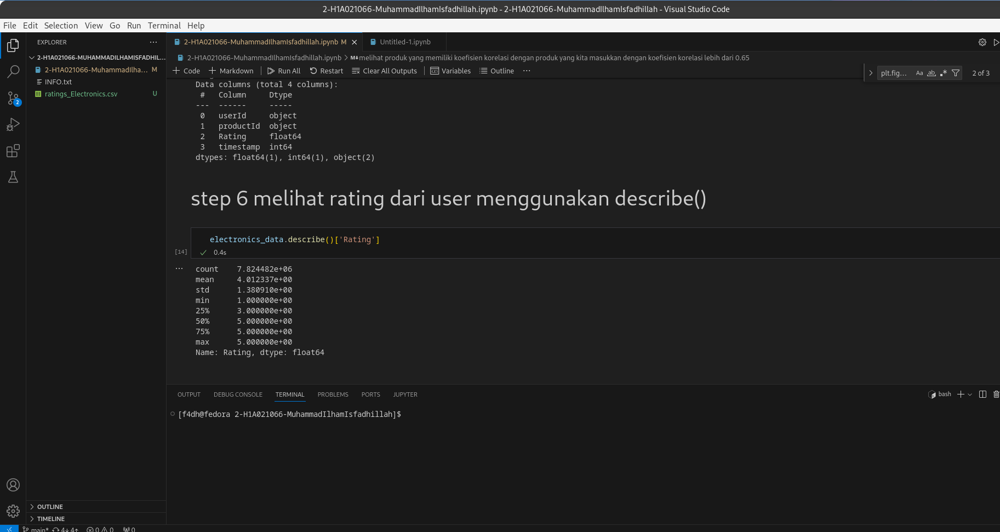 2-H1A021066-MuhammadIlhamIsfadhillah.ipynb - 2-H1A021066-MuhammadIlhamIsfadhillah - Visual Studio Code
File Edit Selection View Go Run Terminal Help
EXPLORER
2-H1A021066-MUHAMMADILHAMISFADHIL...
2-H1A021066-MuhammadIlha... M
INFO.txt
ratings_Electronics.csv U
2
OUTLINE
TIMELINE
2-H1A021066-MuhammadIlhamIsfadhillah.ipynb M
Untitled-1.ipynb
2-H1A021066-MuhammadIlhamIsfadhillah.ipynb > M↓ melihat produk yang memiliki koefisien korelasi dengan produk yang kita masukkan dengan koefisien korelasi lebih dari 0.65
+ Code + Markdown Run All Restart Clear All Outputs Variables Outline ...
plt.fig... Aa ab .* 2 of 3
Data columns (total 4 columns):
# Column Dtype
--- ------ -----
0 userId object
1 productId object
2 Rating float64
3 timestamp int64
dtypes: float64(1), int64(1), object(2)
step 6 melihat rating dari user menggunakan describe()
electronics_data.describe()['Rating']
[14] ✓ 0.4s
... count 7.824482e+06
mean 4.012337e+00
std 1.380910e+00
min 1.000000e+00
25% 3.000000e+00
50% 5.000000e+00
75% 5.000000e+00
max 5.000000e+00
Name: Rating, dtype: float64
OUTPUT DEBUG CONSOLE TERMINAL PROBLEMS PORTS JUPYTER
bash
[f4dh@fedora 2-H1A021066-MuhammadIlhamIsfadhillah]$
main* 4↓ 4↑ 0 0 0